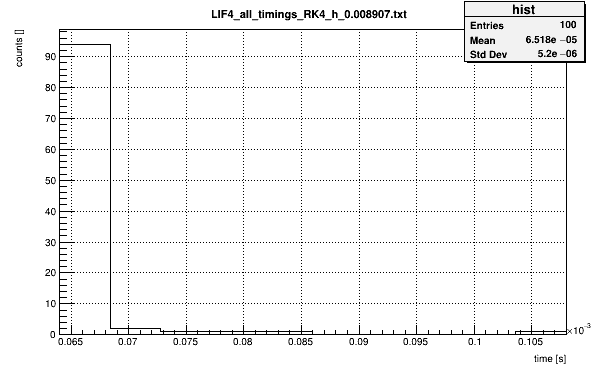 LIF4_all_timings_RK4_h_0.008907.txt
hist
Entries 100
Mean 6.518e −05
Std Dev 5.2e −06
counts []
90
80
70
60
50
40
30
20
10
0
0.065 0.07 0.075 0.08 0.085 0.09 0.095 0.1 0.105
×10⁻³
time [s]